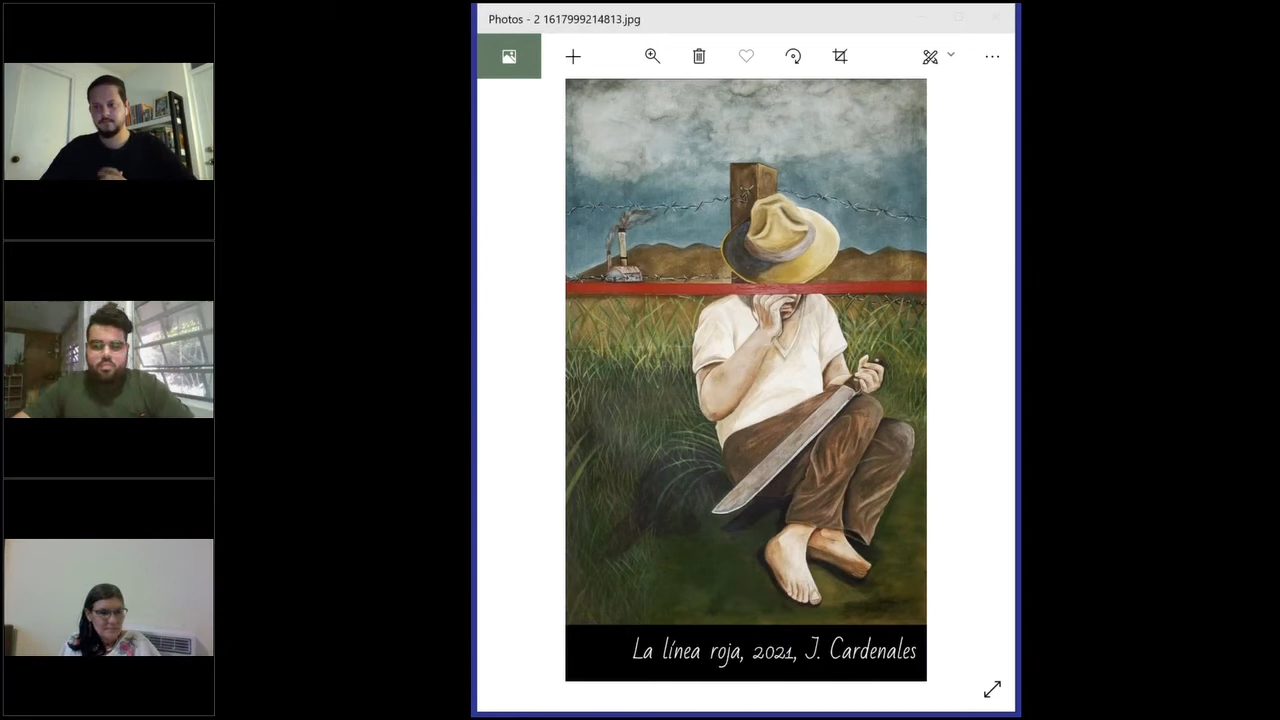 Photos - 2 1617999214813.jpg
La línea roja, 2021, J. Cardenales